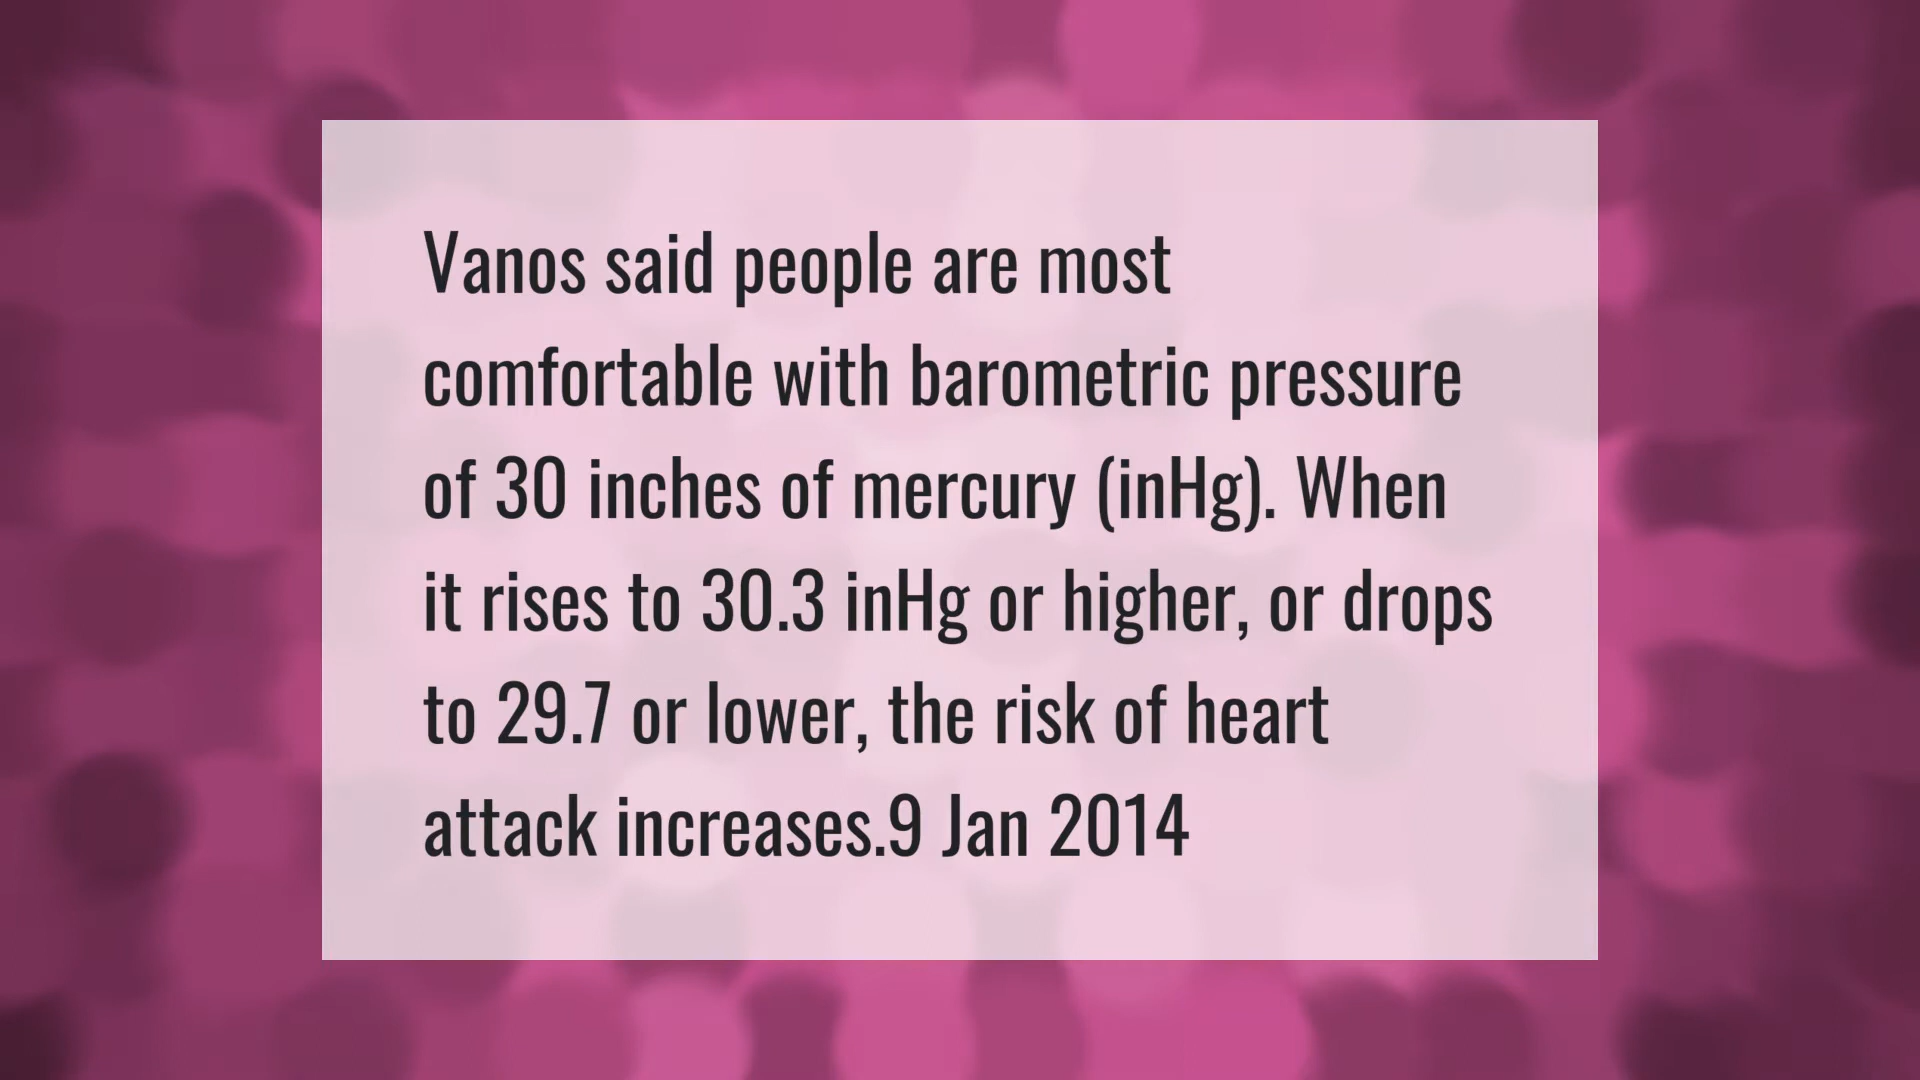 Vanos said people are most
comfortable with barometric pressure
of 30 inches of mercury (inHg). When
it rises to 30.3 inHg or higher, or drops
to 29.7 or lower, the risk of heart
attack increases.9 Jan 2014